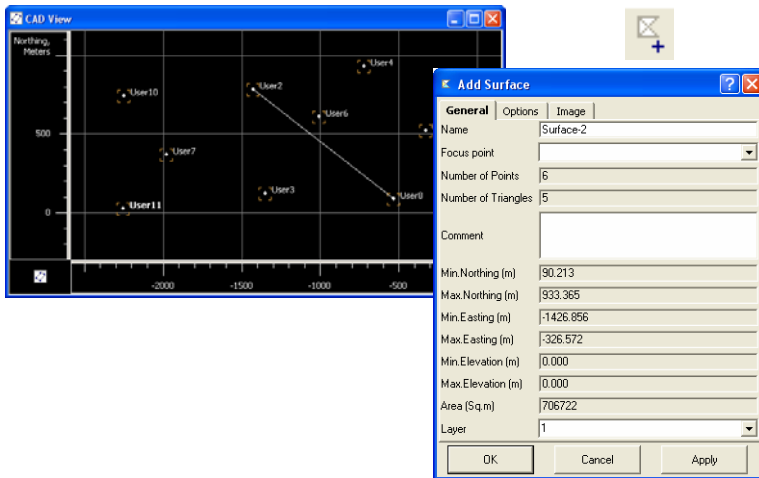 CAD View
Northing,
Meters
User4
User2
User10
User6
500
User7
User3
User8
User11
0
-2000 -1500 -1000 -500
Add Surface
General Options Image
Name Surface-2
Focus point
Number of Points 6
Number of Triangles 5
Comment
Min.Northing (m) 90.213
Max.Northing (m) 933.365
Min.Easting (m) -1426.856
Max.Easting (m) -326.572
Min.Elevation (m) 0.000
Max.Elevation (m) 0.000
Area (Sq.m) 706722
Layer 1
OK Cancel Apply